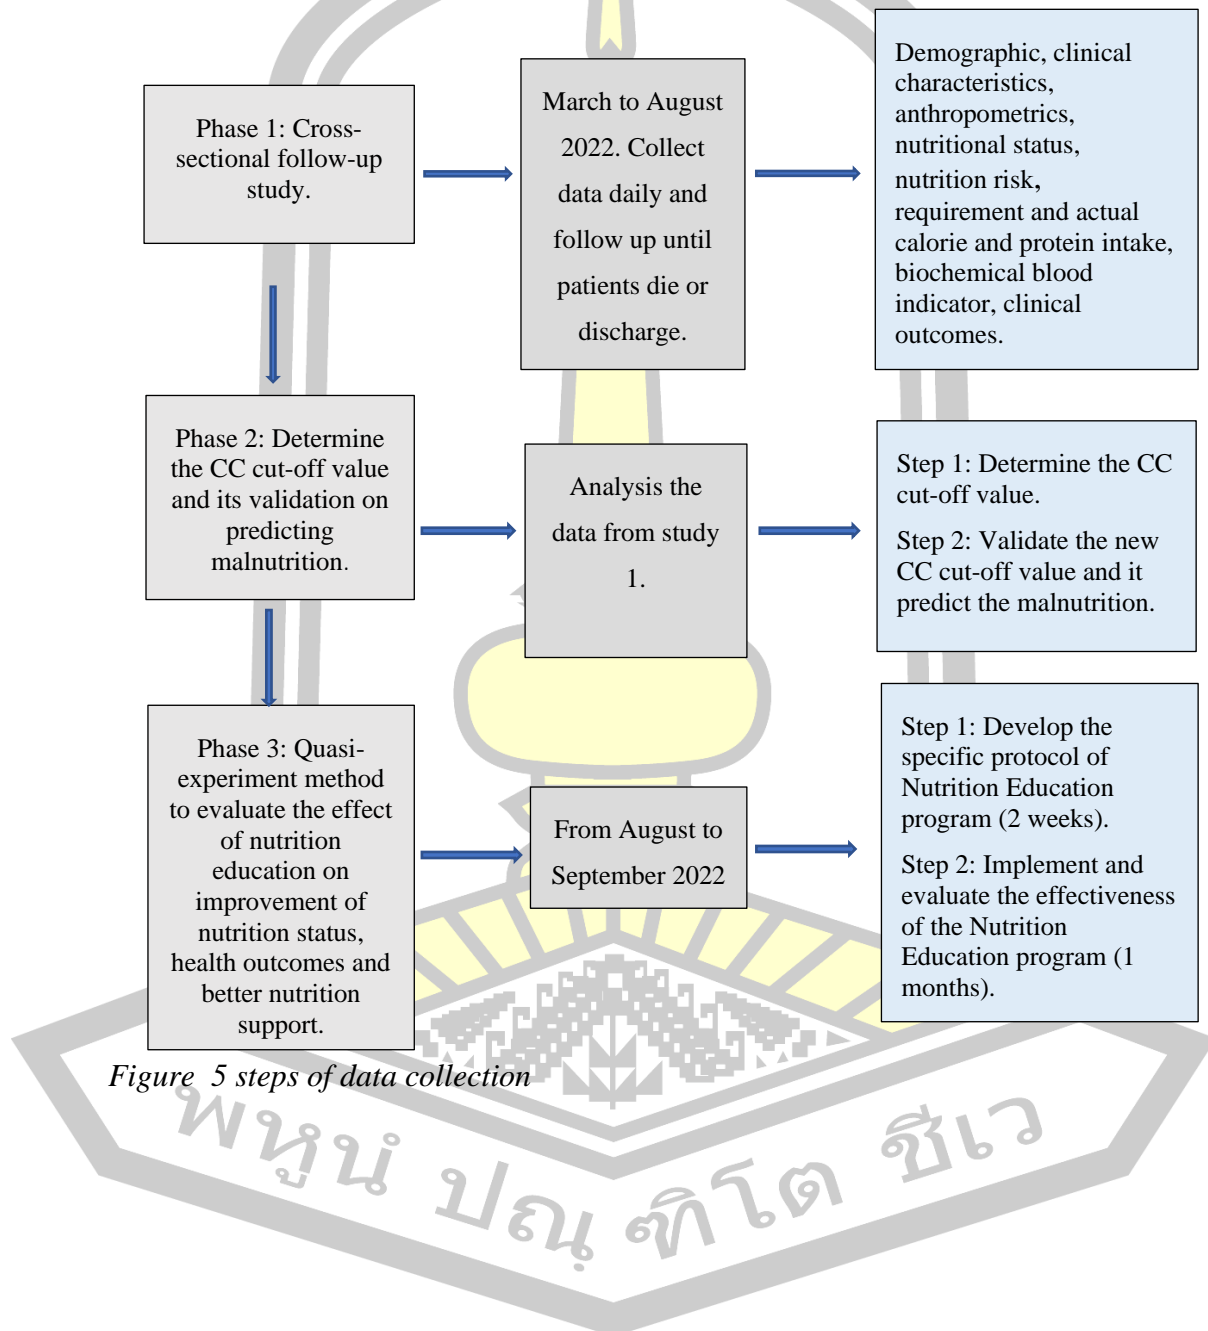 Phase 1: Cross-
sectional follow-up
study.
March to August
2022. Collect
data daily and
follow up until
patients die or
discharge.
Demographic, clinical
characteristics,
anthropometrics,
nutritional status,
nutrition risk,
requirement and actual
calorie and protein intake,
biochemical blood
indicator, clinical
outcomes.
Phase 2: Determine
the CC cut-off value
and its validation on
predicting
malnutrition.
Analysis the
data from study
1.
Step 1: Determine the CC
cut-off value.
Step 2: Validate the new
CC cut-off value and it
predict the malnutrition.
Phase 3: Quasi-
experiment method
to evaluate the effect
of nutrition
education on
improvement of
nutrition status,
health outcomes and
better nutrition
support.
From August to
September 2022
Step 1: Develop the
specific protocol of
Nutrition Education
program (2 weeks).
Step 2: Implement and
evaluate the effectiveness
of the Nutrition
Education program (1
months).
Figure  5 steps of data collection
พหูนํ ปณฺ ฑิโต ชีเว